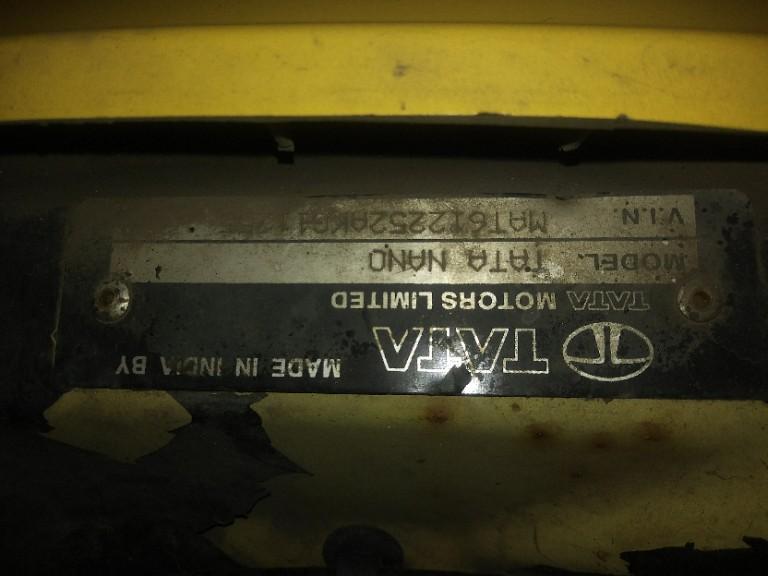 TATA MADE IN INDIA BY
TATA MOTORS LIMITED
MODEL. TATA NANO
V.I.N.